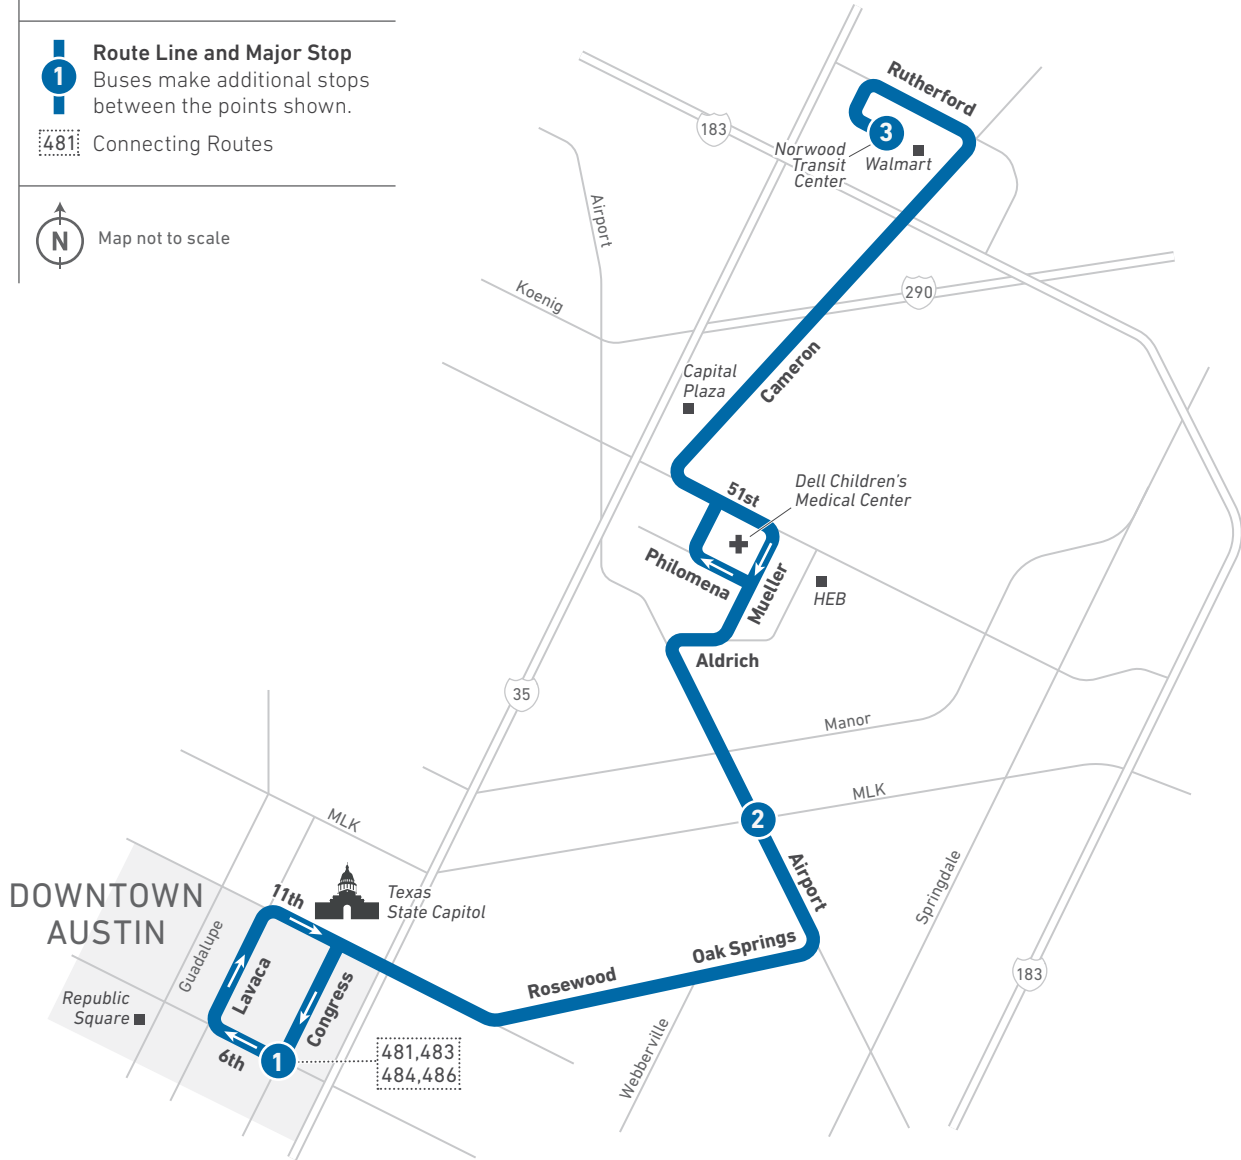 Route Line and Major Stop
1
Buses make additional stops
between the points shown.
481
Connecting Routes
N
Map not to scale
Rutherford
183
3
Norwood
Transit
Center
Walmart
Airport
Koenig
290
Capital
Plaza
Cameron
51st
Dell Children's
Medical Center
Philomena
Mueller
HEB
Aldrich
35
Manor
MLK
MLK
2
Airport
Springdale
DOWNTOWN
AUSTIN
11th
Texas
State Capitol
Guadalupe
Lavaca
Congress
Oak Springs
Rosewood
183
Republic
Square
6th
1
481,483
484,486
Webberville